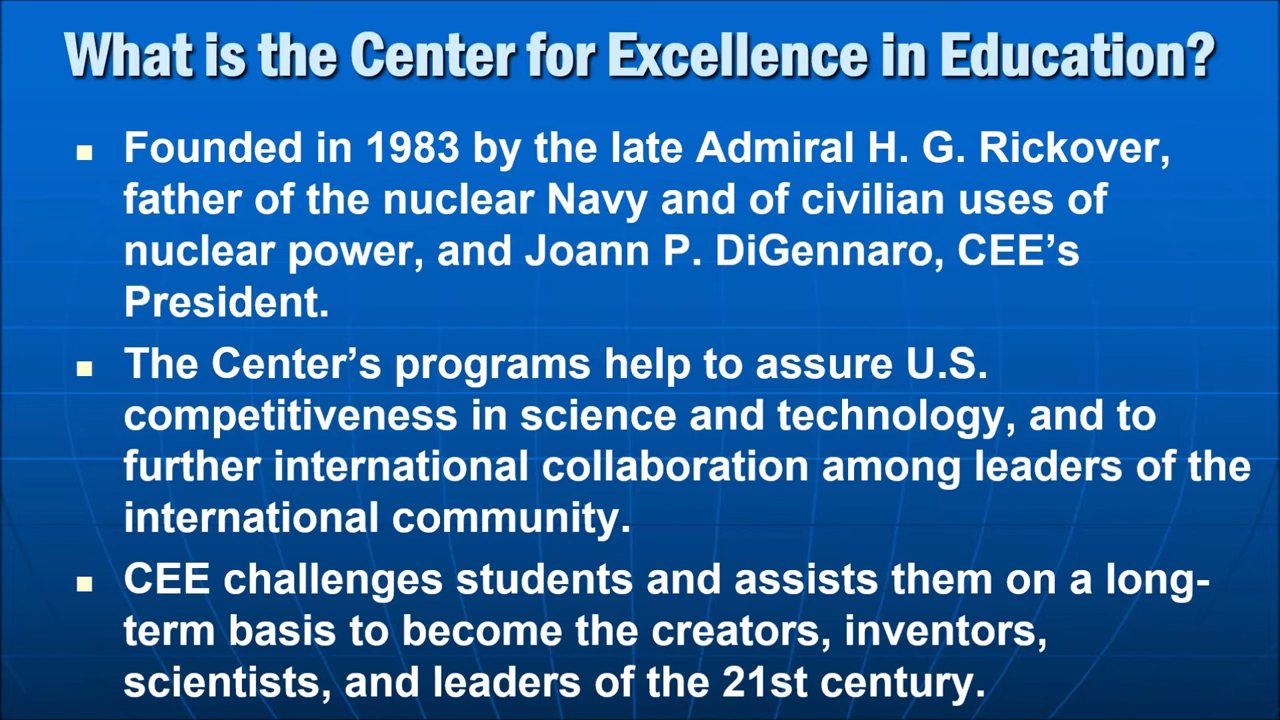 What is the Center for Excellence in Education?
Founded in 1983 by the late Admiral H. G. Rickover,
father of the nuclear Navy and of civilian uses of
nuclear power, and Joann P. DiGennaro, CEE’s
President.
The Center’s programs help to assure U.S.
competitiveness in science and technology, and to
further international collaboration among leaders of the
international community.
CEE challenges students and assists them on a long-
term basis to become the creators, inventors,
scientists, and leaders of the 21st century.